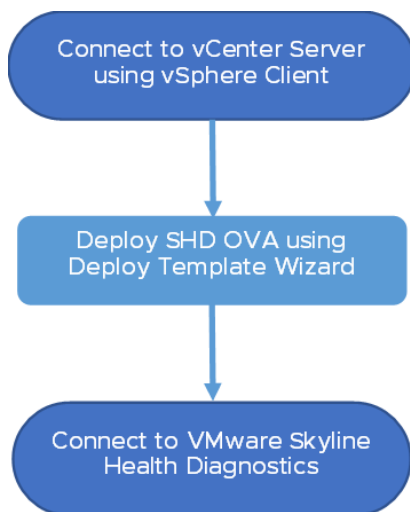 Connect to vCenter Server
using vSphere Client
Deploy SHD OVA using
Deploy Template Wizard
Connect to VMware Skyline
Health Diagnostics